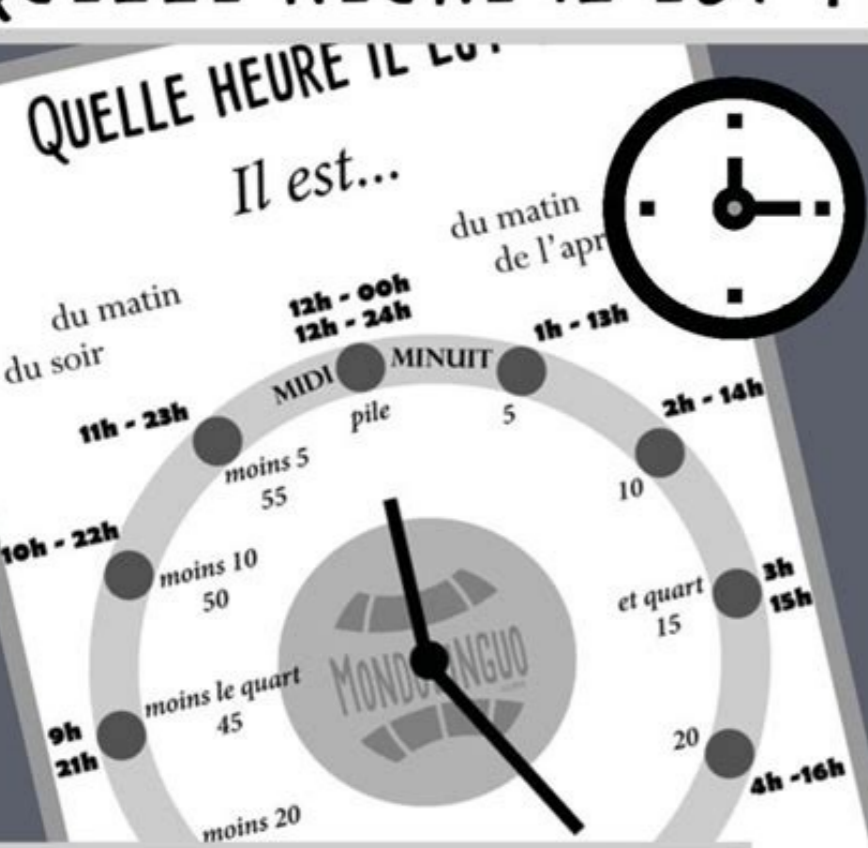 QUELLE HEURE IL
Il est...
du matin
de l'apr
du matin
du soir
12h - 00h
12h - 24h
1h - 13h
MIDI
MINUIT
11h - 23h
pile
5
2h - 14h
moins 5
55
10
10h - 22h
moins 10
50
3h
15h
et quart
15
moins le quart
45
9h
21h
MONDOLINGUO
20
4h -16h
moins 20